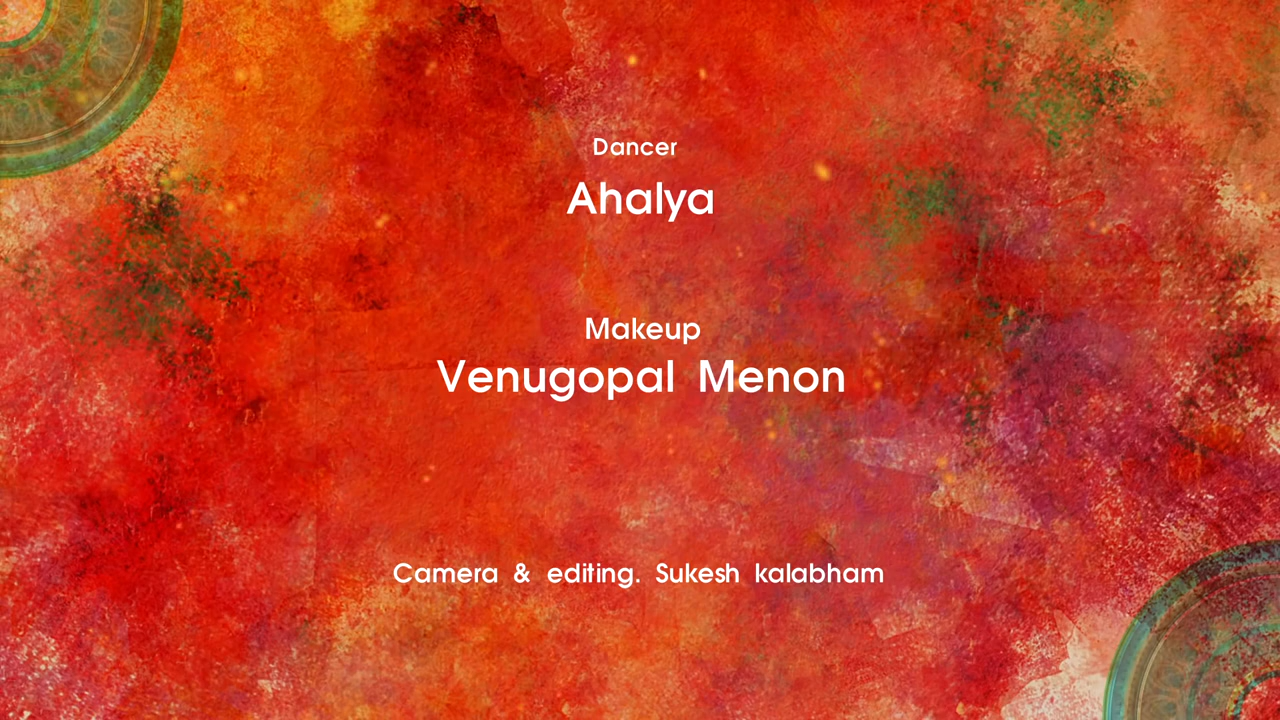 Dancer
Ahalya
Makeup
Venugopal Menon
Camera & editing. Sukesh kalabham